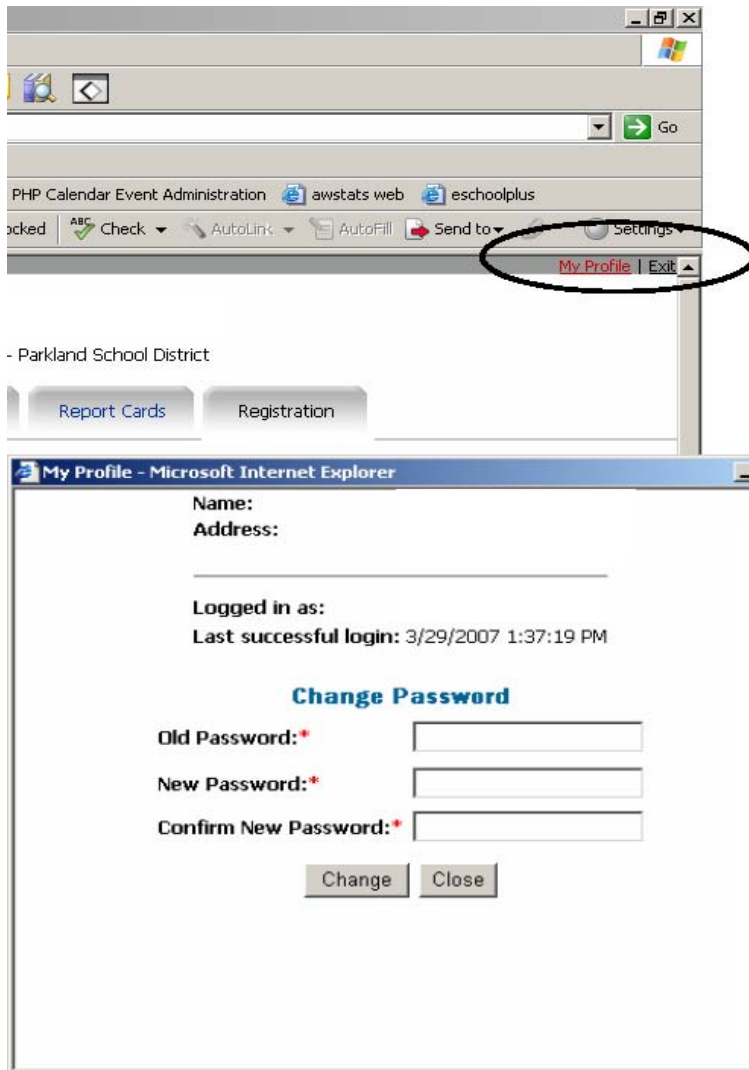 Go
PHP Calendar Event Administration awstats web eschoolplus
ocked ABC Check AutoLink AutoFill Send to Settings
My Profile | Exit
- Parkland School District
Report Cards Registration
My Profile - Microsoft Internet Explorer
Name:
Address:
Logged in as:
Last successful login: 3/29/2007 1:37:19 PM
Change Password
Old Password:*
New Password:*
Confirm New Password:*
Change Close